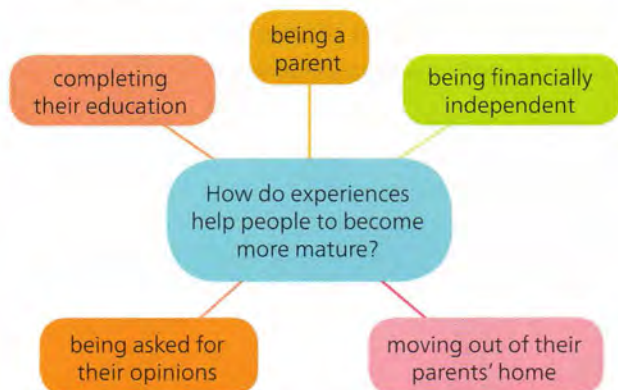 being a
parent
completing
their education
being financially
independent
How do experiences
help people to become
more mature?
being asked for
their opinions
moving out of their
parents' home